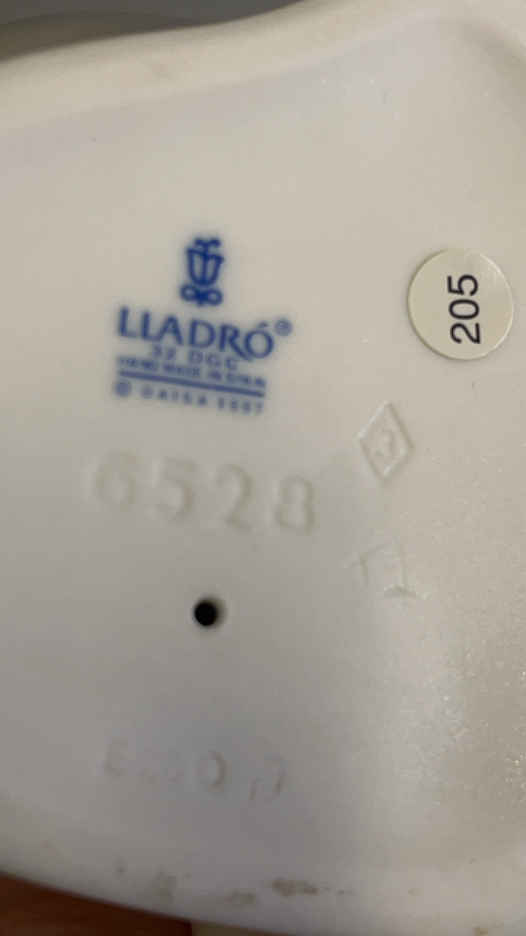 LLADRÓ®
32 DGC
HAND MADE IN SPAIN
© DAISA 1997
205
6528